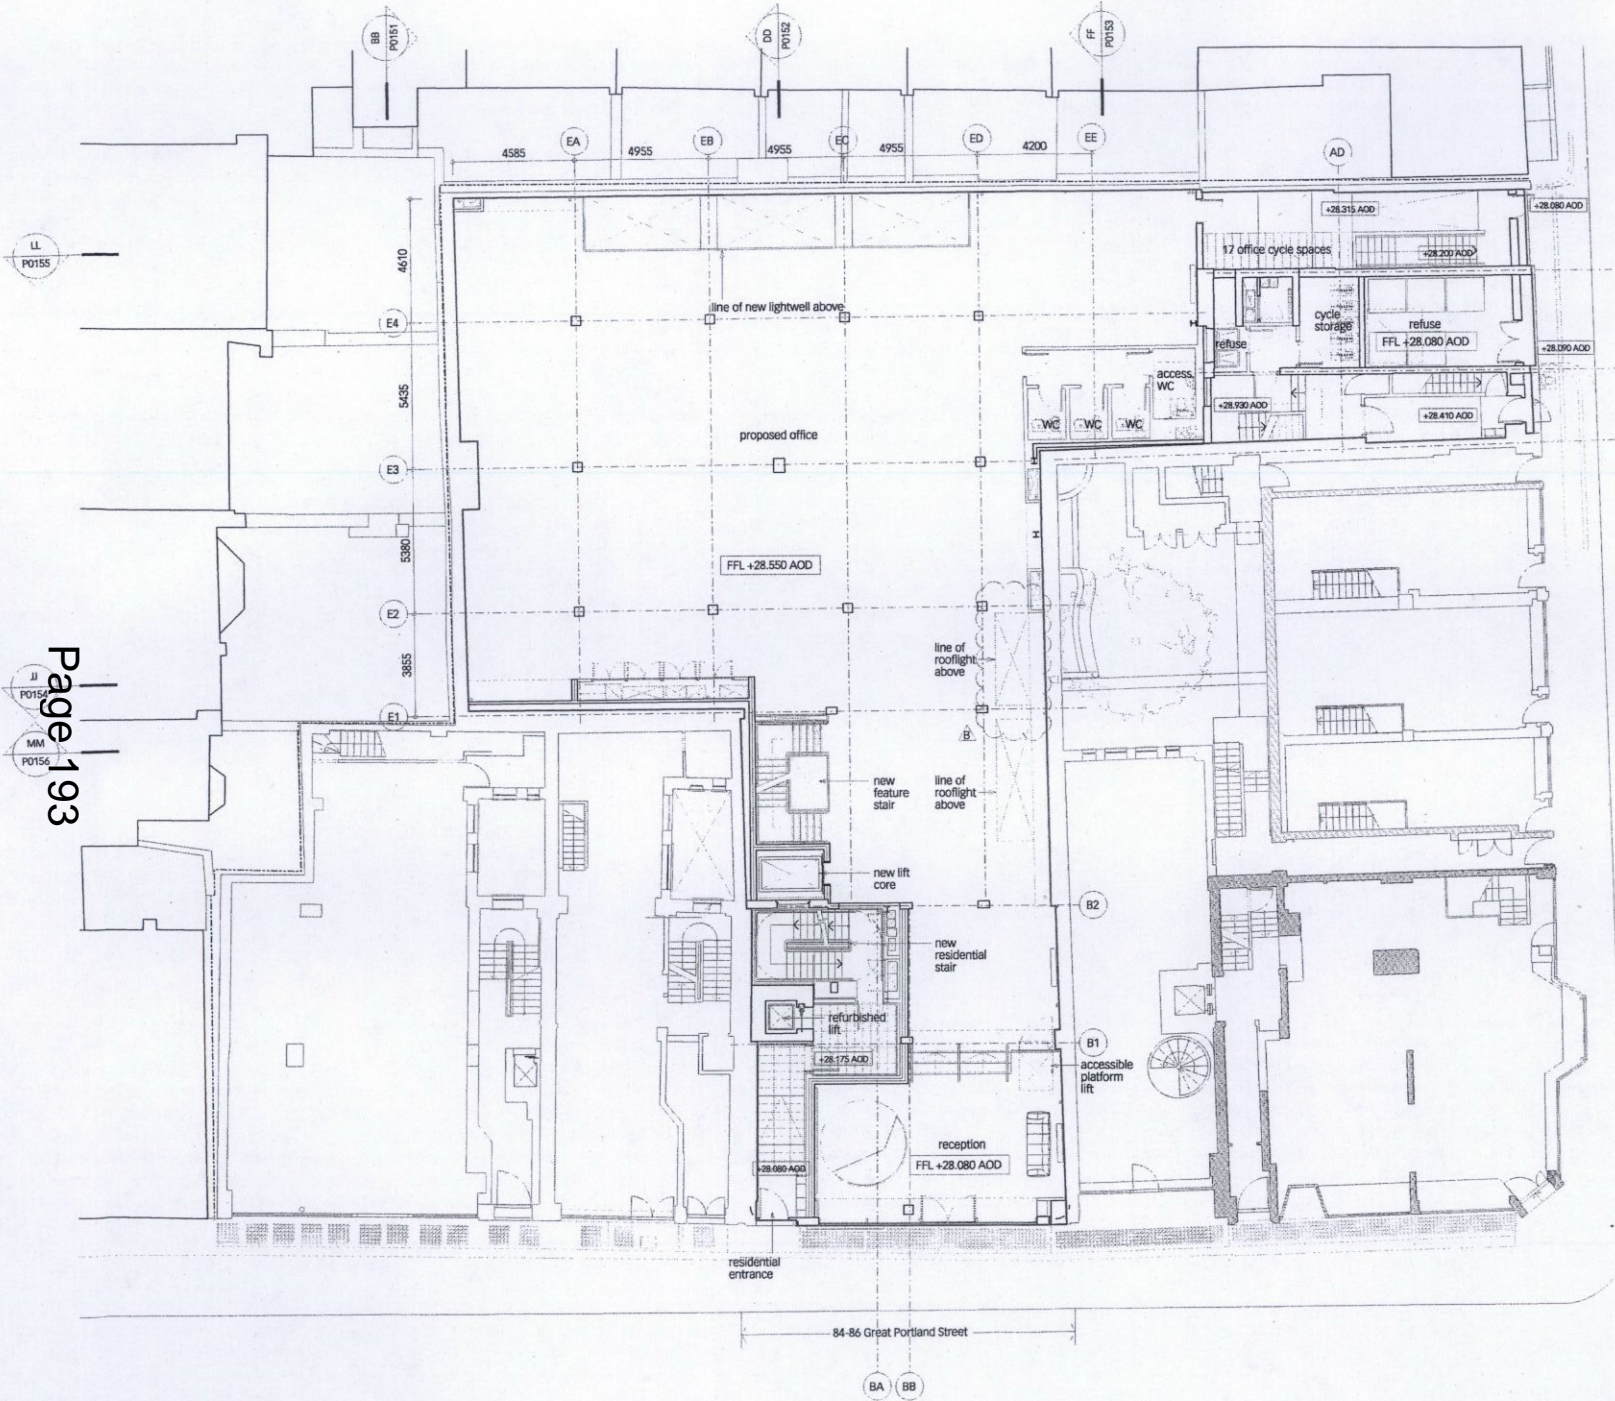 BB
P0151
DD
P0152
FF
P0153
4585
EA
4955
EB
4955
EC
4955
ED
4200
EE
AD
+28.315 AOD
+28.080 AOD
LL
P0155
4610
17 office cycle spaces
+28.200 AOD
line of new lightwell above
E4
cycle
storage
refuse
FFL +28.080 AOD
refuse
+28.090 AOD
5435
access.
WC
+28.930 AOD
+28.410 AOD
WC
WC
WC
proposed office
E3
5380
FFL +28.550 AOD
E2
3855
line of
rooflight
above
JJ
P0154
E1
MM
P0156
Page 193
B
new
feature
stair
line of
rooflight
above
new lift
core
B2
new
residential
stair
refurbished
lift
+28.175 AOD
B1
accessible
platform
lift
reception
FFL +28.080 AOD
+28.080 AOD
residential
entrance
84-86 Great Portland Street
BA
BB